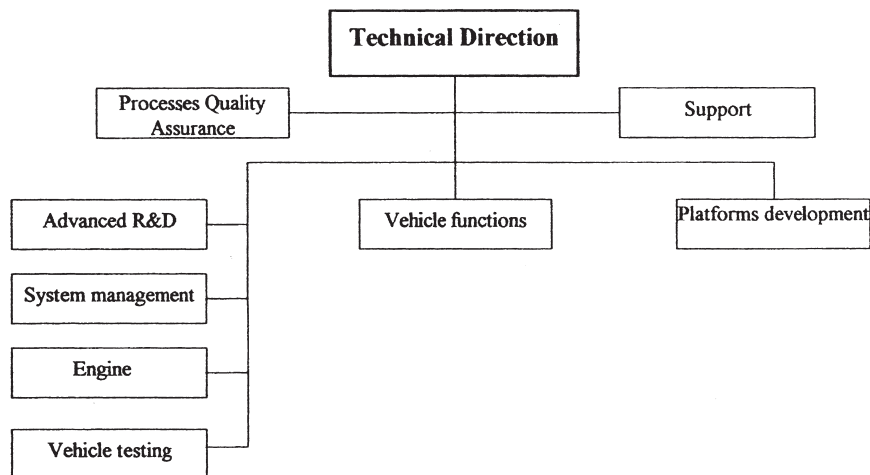 Technical Direction
Processes Quality
Assurance
Support
Advanced R&D
Vehicle functions
Platforms development
System management
Engine
Vehicle testing